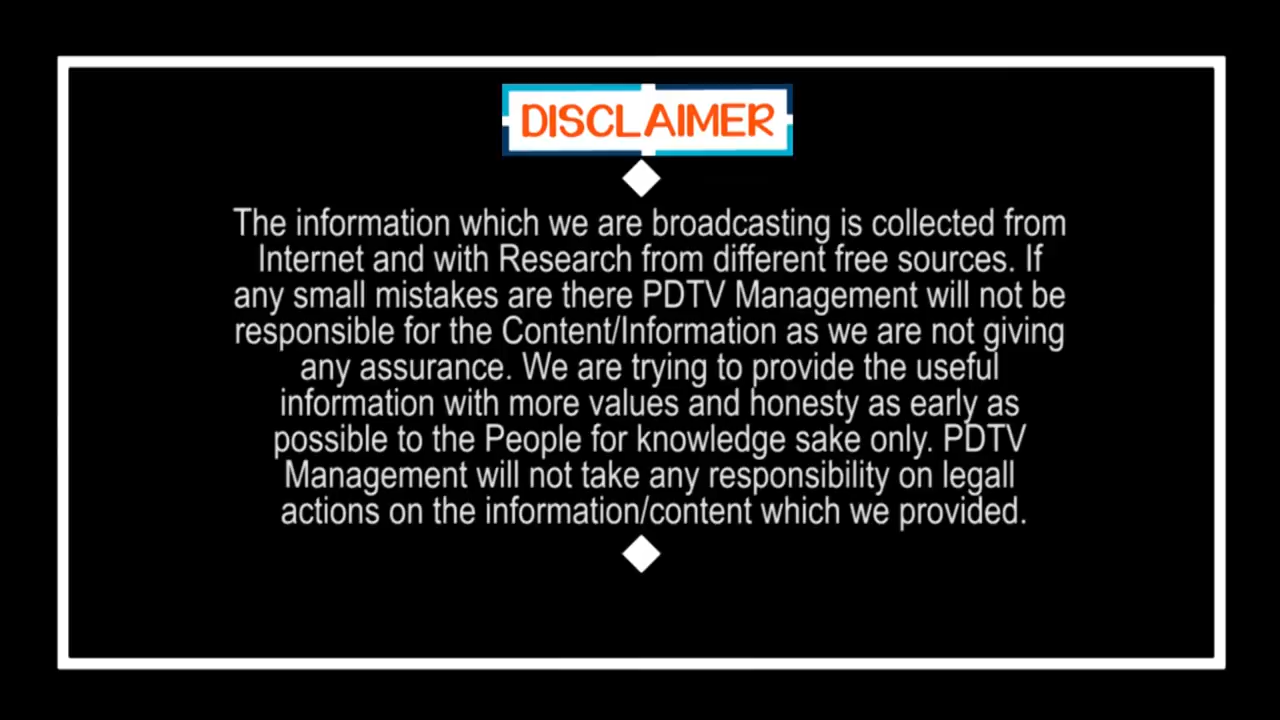 DISCLAIMER
The information which we are broadcasting is collected from
Internet and with Research from different free sources. If
any small mistakes are there PDTV Management will not be
responsible for the Content/Information as we are not giving
any assurance. We are trying to provide the useful
information with more values and honesty as early as
possible to the People for knowledge sake only. PDTV
Management will not take any responsibility on legall
actions on the information/content which we provided.